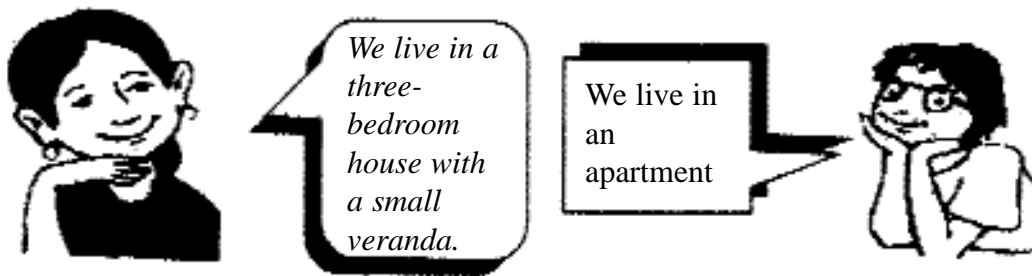 We live in a
three-
bedroom
house with
a small
veranda.
We live in
an
apartment